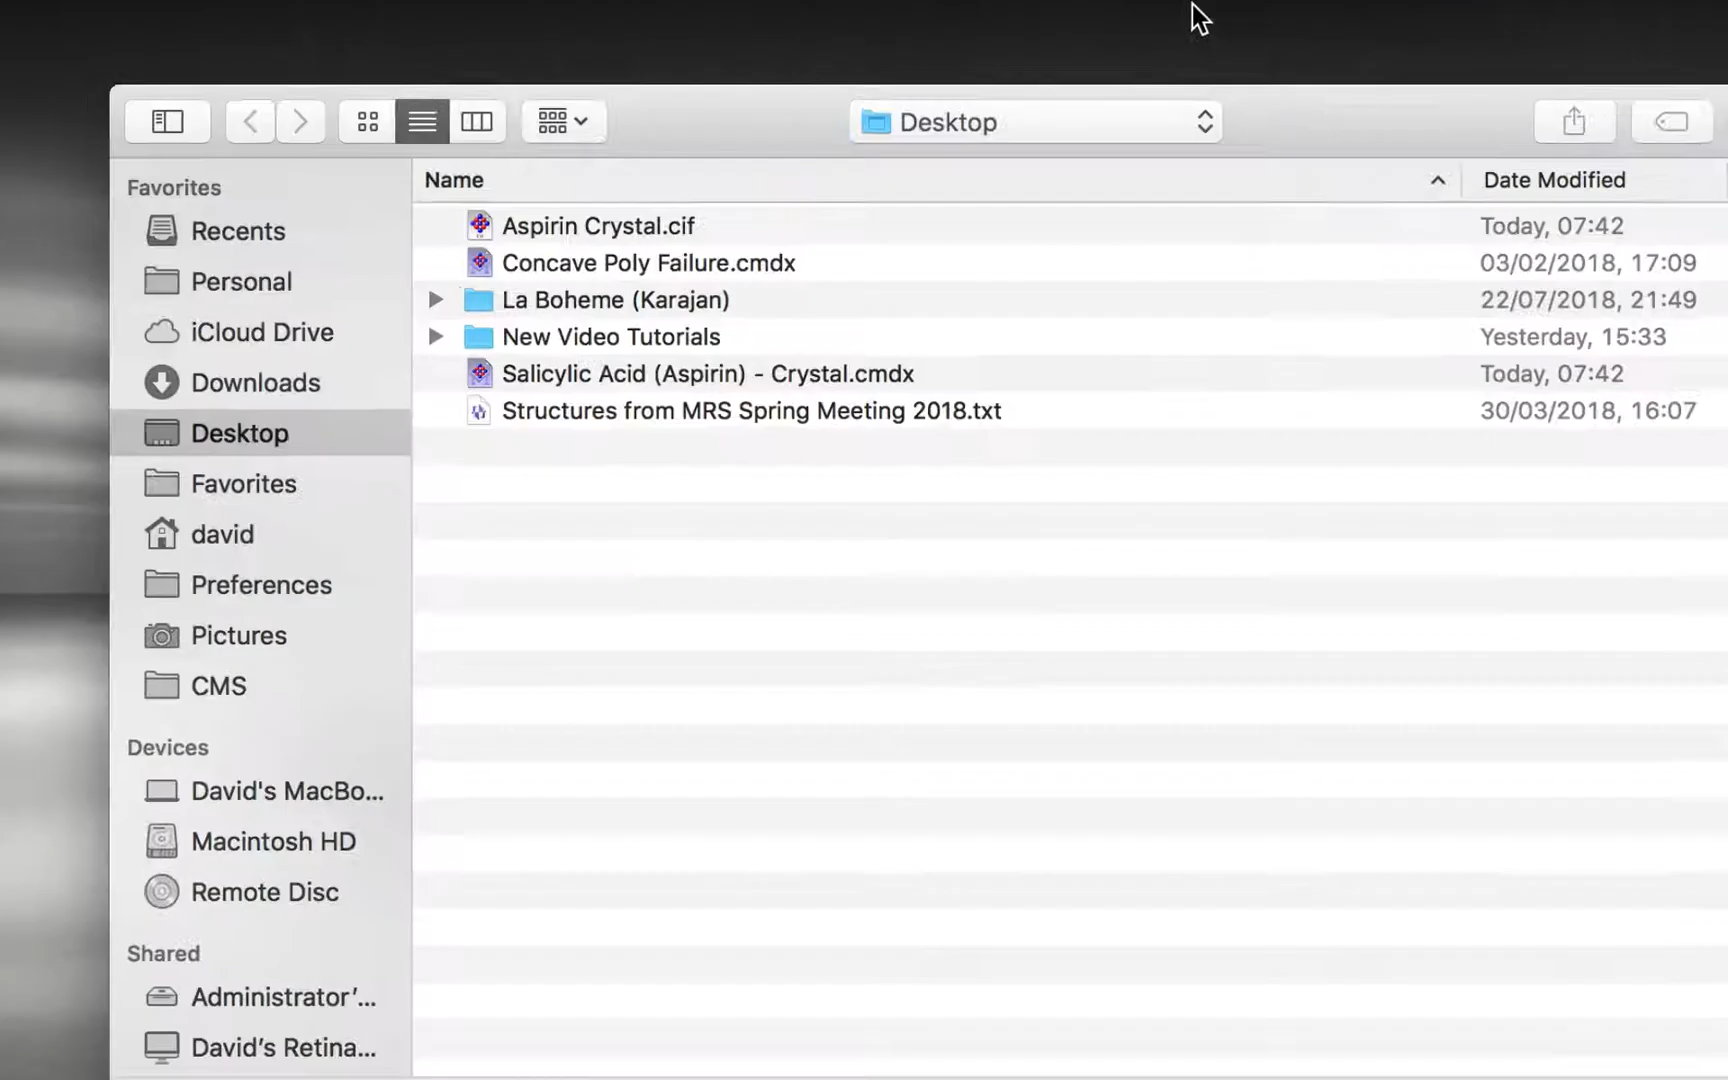 Desktop
Favorites
Recents
Personal
iCloud Drive
Downloads
Desktop
Favorites
david
Preferences
Pictures
CMS
Devices
David's MacBo...
Macintosh HD
Remote Disc
Shared
Administrator’...
David’s Retina...
Name
Date Modified
Aspirin Crystal.cif
Today, 07:42
Concave Poly Failure.cmdx
03/02/2018, 17:09
La Boheme (Karajan)
22/07/2018, 21:49
New Video Tutorials
Yesterday, 15:33
Salicylic Acid (Aspirin) - Crystal.cmdx
Today, 07:42
Structures from MRS Spring Meeting 2018.txt
30/03/2018, 16:07